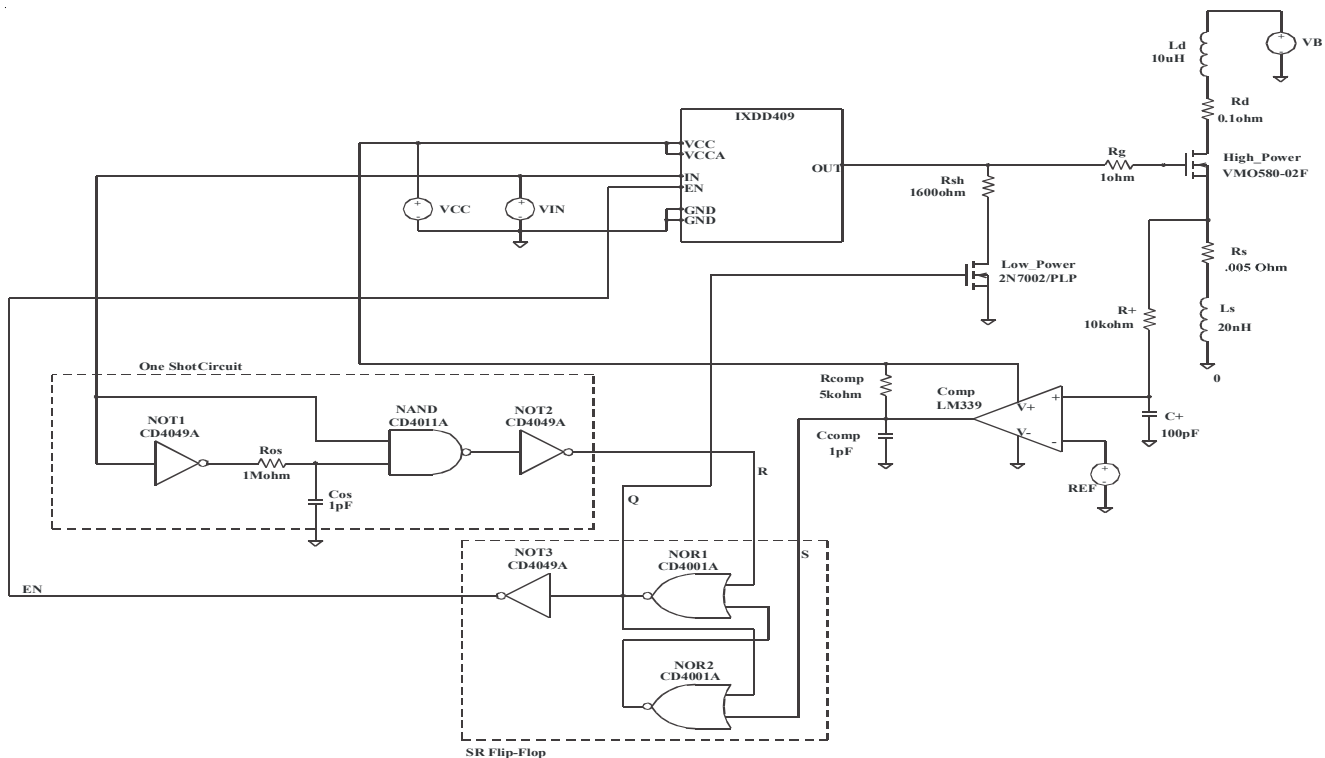 Ld
10uH
VB
Rd
0.1ohm
IXDD409
VCC
VCCA
IN
EN
GND
GND
OUT
VCC
VIN
Rg
1ohm
High_Power
VMO580-02F
Rsh
1600ohm
Rs
.005 Ohm
Low_Power
2N7002/PLP
R+
10kohm
Ls
20nH
0
One ShotCircuit
NOT1
CD4049A
Ros
1Mohm
Cos
1pF
NAND
CD4011A
NOT2
CD4049A
Rcomp
5kohm
Comp
LM339
V+
V-
+
-
Ccomp
1pF
C+
100pF
REF
+
-
R
Q
S
EN
NOT3
CD4049A
NOR1
CD4001A
NOR2
CD4001A
SR Flip-Flop